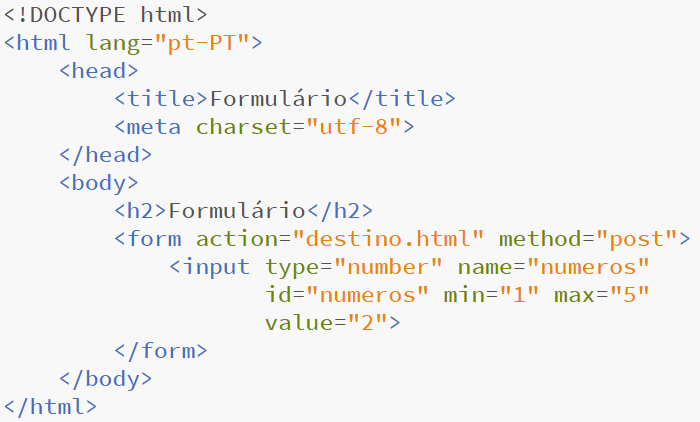 <!DOCTYPE html>
<html lang="pt-PT">
<head>
<title>Formulário</title>
<meta charset="utf-8">
</head>
<body>
<h2>Formulário</h2>
<form action="destino.html" method="post">
<input type="number" name="numeros"
id="numeros" min="1" max="5"
value="2">
</form>
</body>
</html>